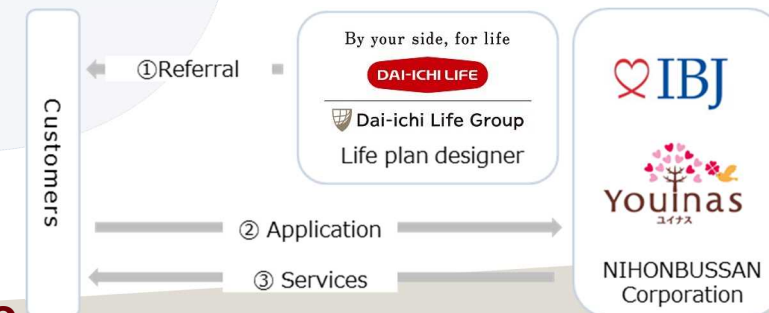 Customers
①Referral
By your side, for life
DAI-ICHI LIFE
Dai-ichi Life Group
Life plan designer
② Application
③ Services
IBJ
Youinas
ユイナス
NIHONBUSSAN
Corporation